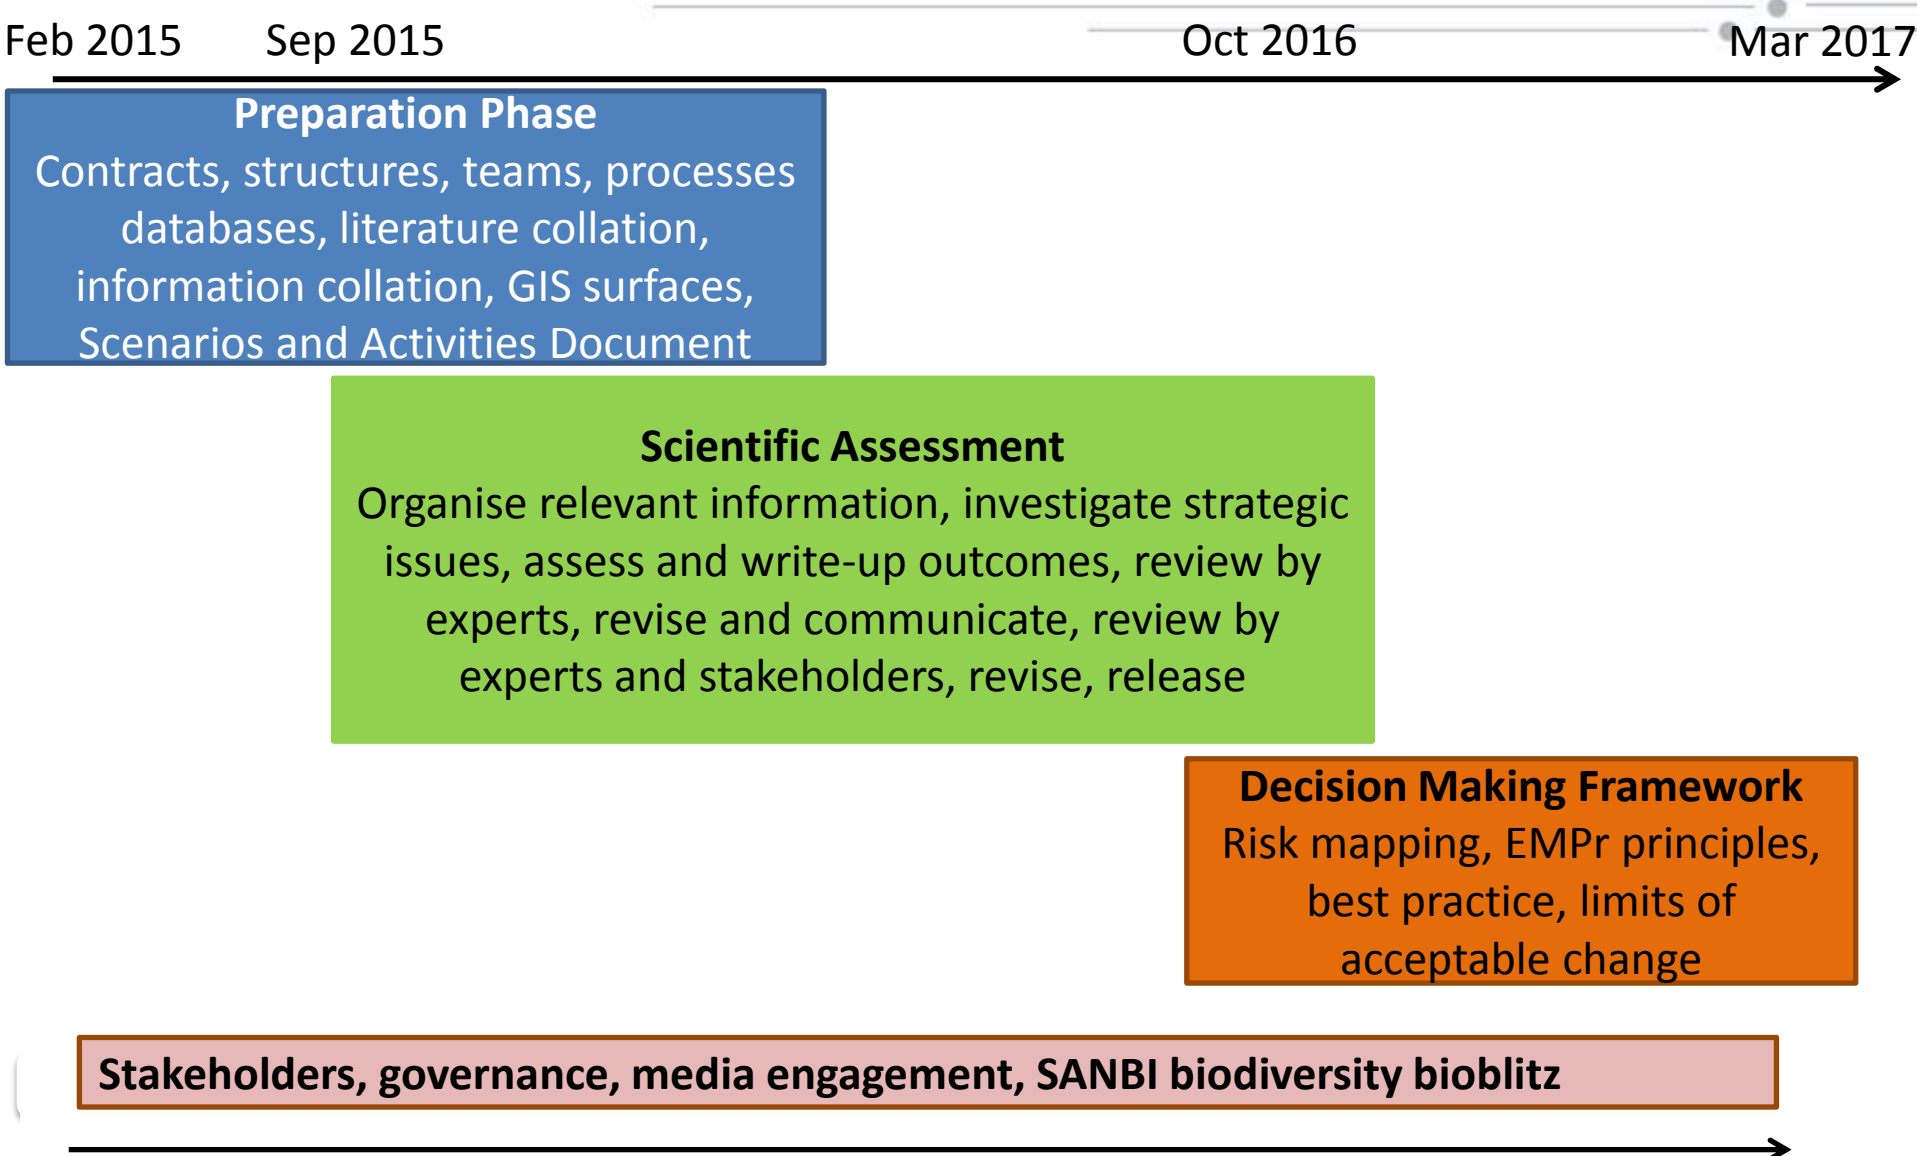 Feb 2015 Sep 2015 Oct 2016 Mar 2017
Preparation Phase
Contracts, structures, teams, processes
databases, literature collation,
information collation, GIS surfaces,
Scenarios and Activities Document
Scientific Assessment
Organise relevant information, investigate strategic
issues, assess and write-up outcomes, review by
experts, revise and communicate, review by
experts and stakeholders, revise, release
Decision Making Framework
Risk mapping, EMPr principles,
best practice, limits of
acceptable change
Stakeholders, governance, media engagement, SANBI biodiversity bioblitz